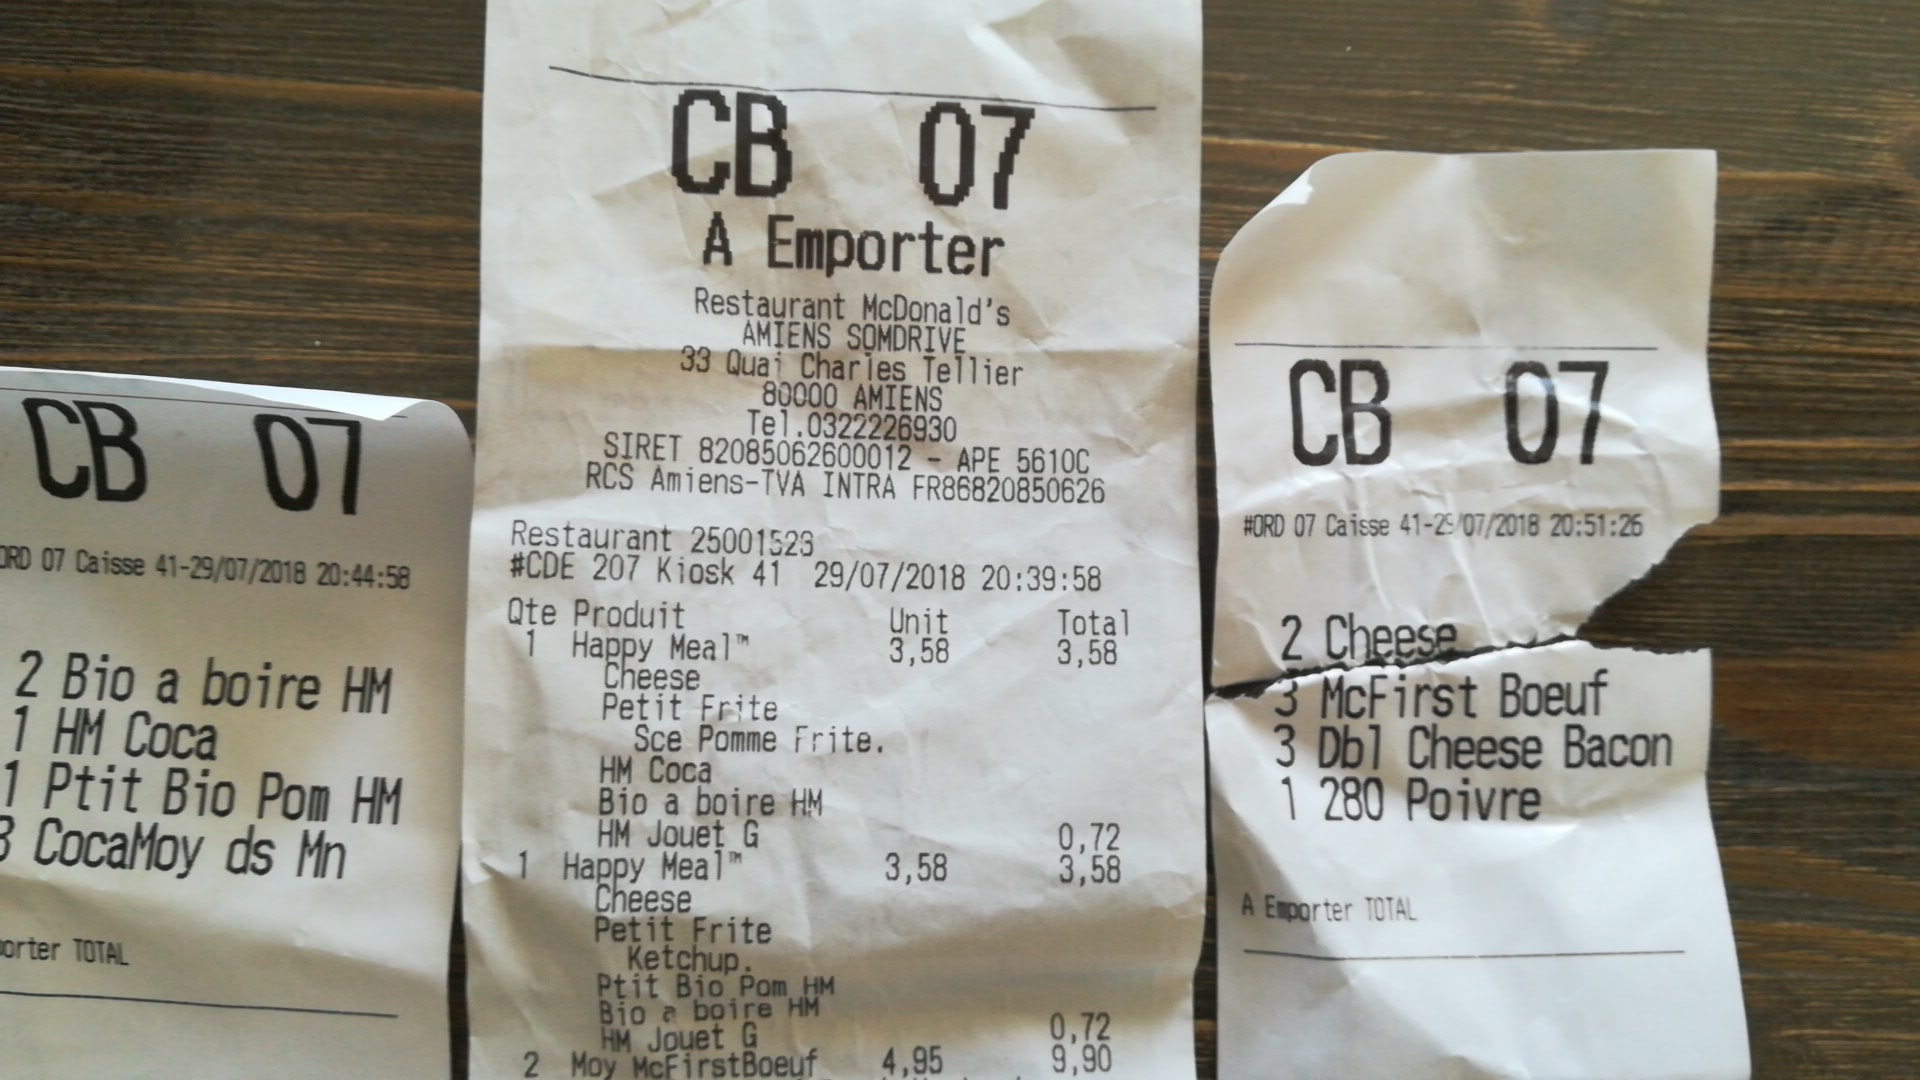 CB 07
ORD 07 Caisse 41-29/07/2018 20:44:58
2 Bio a boire HM
1 HM Coca
1 Ptit Bio Pom HM
3 CocaMoy ds Mn
porter TOTAL
CB 07
A Emporter
Restaurant McDonald's
AMIENS SOMDRIVE
33 Quai Charles Tellier
80000 AMIENS
Tel.0322226930
SIRET 82085062600012 - APE 5610C
RCS Amiens-TVA INTRA FR86820850626
Restaurant 25001523
#CDE 207 Kiosk 41 29/07/2018 20:39:58
Qte Produit Unit Total
1 Happy Meal™ 3,58 3,58
Cheese
Petit Frite
Sce Pomme Frite.
HM Coca
Bio a boire HM
HM Jouet G 0,72
1 Happy Meal™ 3,58 3,58
Cheese
Petit Frite
Ketchup.
Ptit Bio Pom HM
Bio a boire HM
HM Jouet G 0,72
2 Moy McFirstBoeuf 4,95 9,90
CB 07
#ORD 07 Caisse 41-29/07/2018 20:51:26
2 Cheese
3 McFirst Boeuf
3 Dbl Cheese Bacon
1 280 Poivre
A Emporter TOTAL